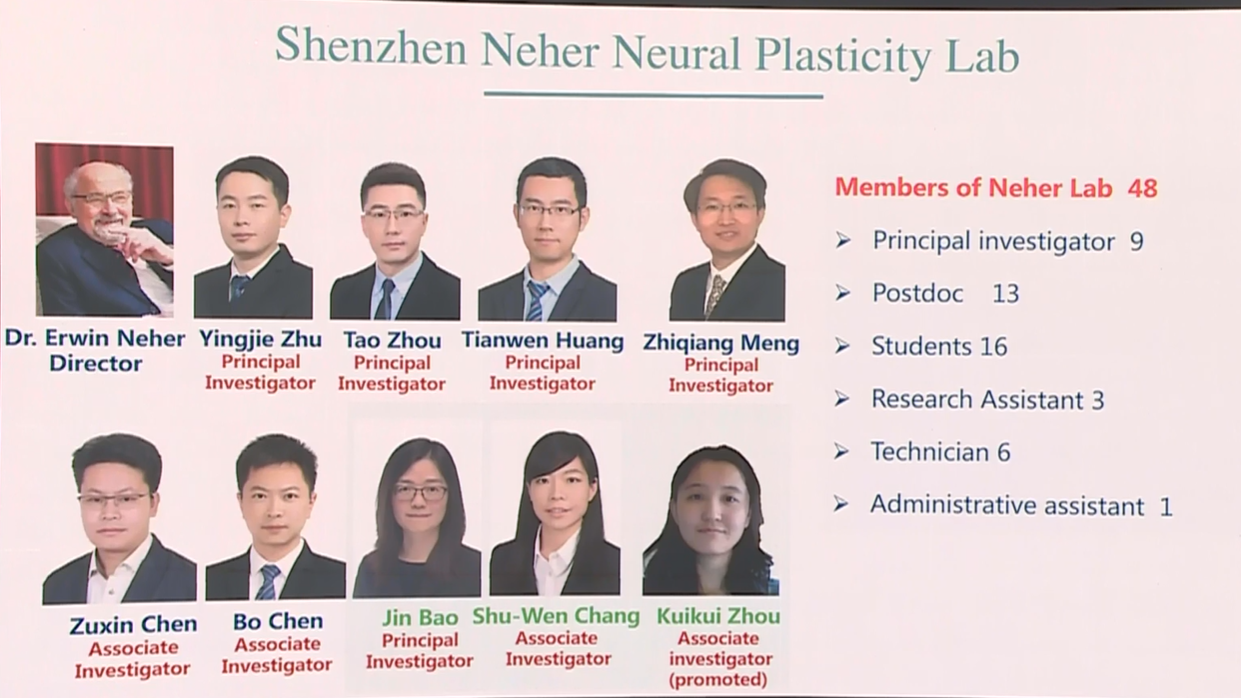 Shenzhen Neher Neural Plasticity Lab
Dr. Erwin Neher
Director
Yingjie Zhu
Principal
Investigator
Tao Zhou
Principal
Investigator
Tianwen Huang
Principal
Investigator
Zhiqiang Meng
Principal
Investigator
Zuxin Chen
Associate
Investigator
Bo Chen
Associate
Investigator
Jin Bao
Principal
Investigator
Shu-Wen Chang
Associate
Investigator
Kuikui Zhou
Associate
investigator
(promoted)
Members of Neher Lab 48
➢ Principal investigator 9
➢ Postdoc 13
➢ Students 16
➢ Research Assistant 3
➢ Technician 6
➢ Administrative assistant 1